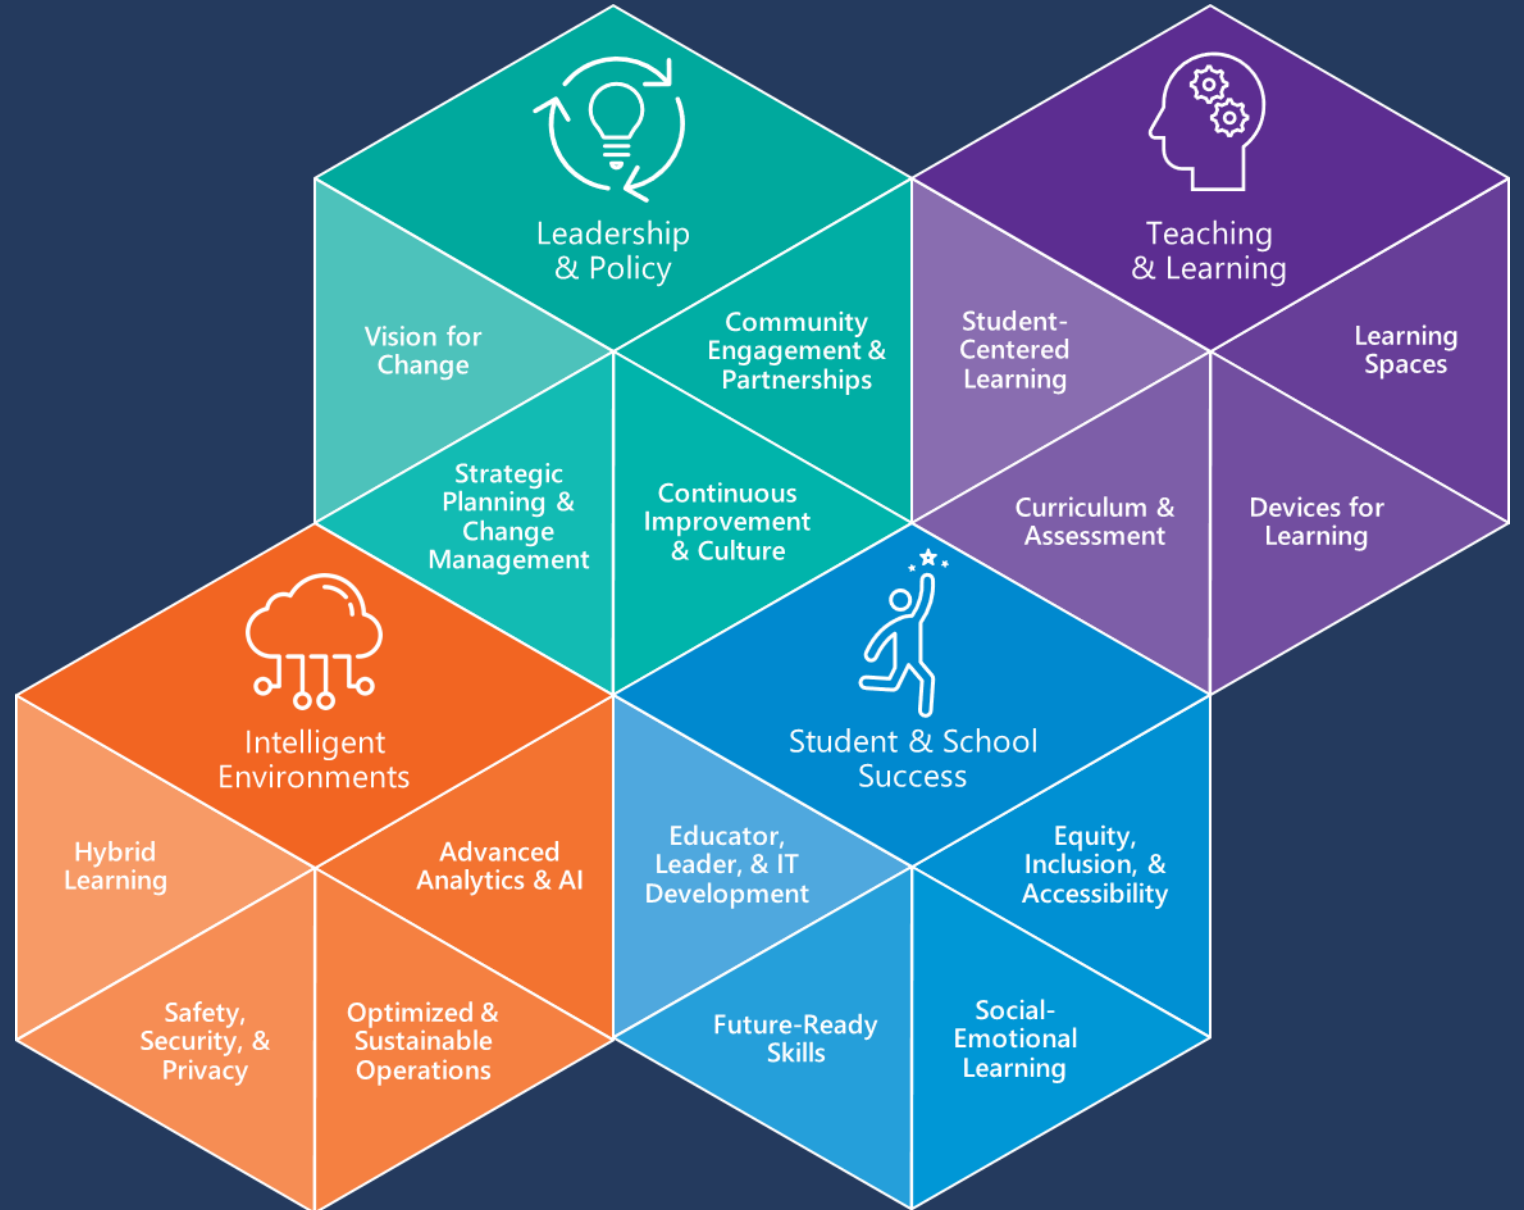 Leadership
& Policy
Vision for
Change
Strategic
Planning &
Change
Management
Continuous
Improvement
& Culture
Community
Engagement &
Partnerships
Teaching
& Learning
Student-
Centered
Learning
Curriculum &
Assessment
Devices for
Learning
Learning
Spaces
Intelligent
Environments
Hybrid
Learning
Safety,
Security, &
Privacy
Optimized &
Sustainable
Operations
Advanced
Analytics & AI
Student & School
Success
Educator,
Leader, & IT
Development
Future-Ready
Skills
Social-
Emotional
Learning
Equity,
Inclusion, &
Accessibility